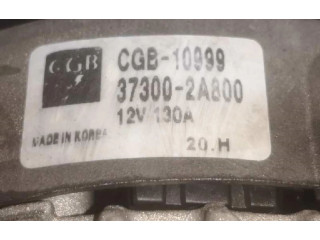 CGB
CGB-10999
37300-2A800
12V 130A
MADE IN KOREA
20.H